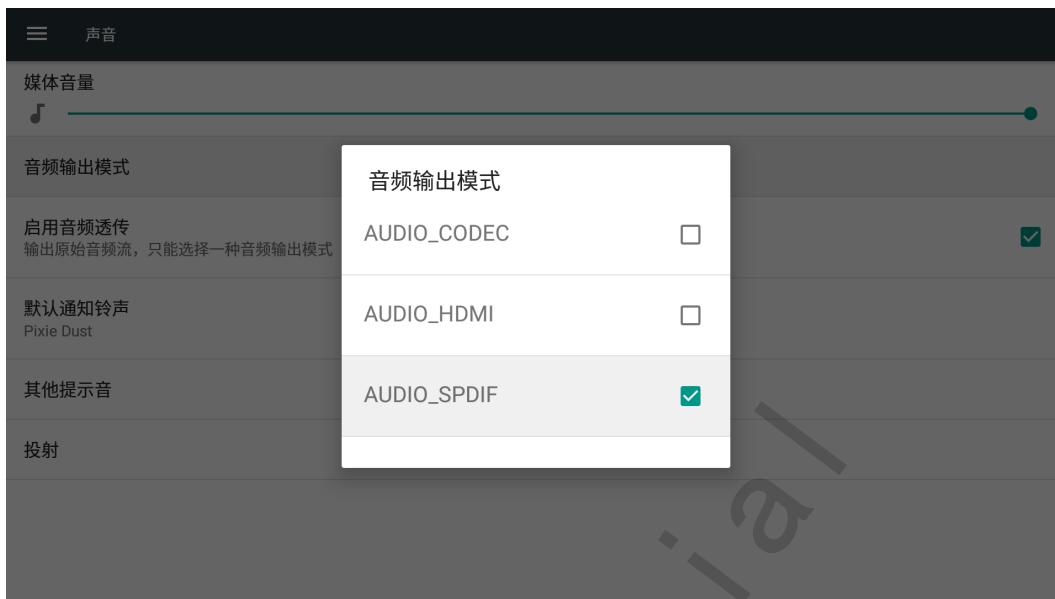 声音
媒体音量
音频输出模式
启用音频透传
输出原始音频流，只能选择一种音频输出模式
默认通知铃声
Pixie Dust
其他提示音
投射
音频输出模式
AUDIO_CODEC
AUDIO_HDMI
AUDIO_SPDIF
ial